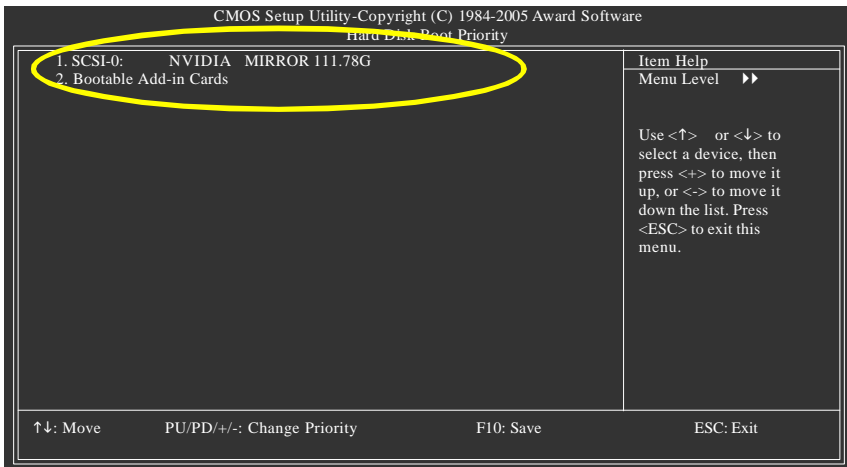 CMOS Setup Utility-Copyright (C) 1984-2005 Award Software
Hard Disk Boot Priority
1. SCSI-0: NVIDIA MIRROR 111.78G
2. Bootable Add-in Cards
Item Help
Menu Level ▸▸
Use <↑> or <↓> to
select a device, then
press <+> to move it
up, or <-> to move it
down the list. Press
<ESC> to exit this
menu.
↑↓: Move PU/PD/+/-: Change Priority F10: Save ESC: Exit